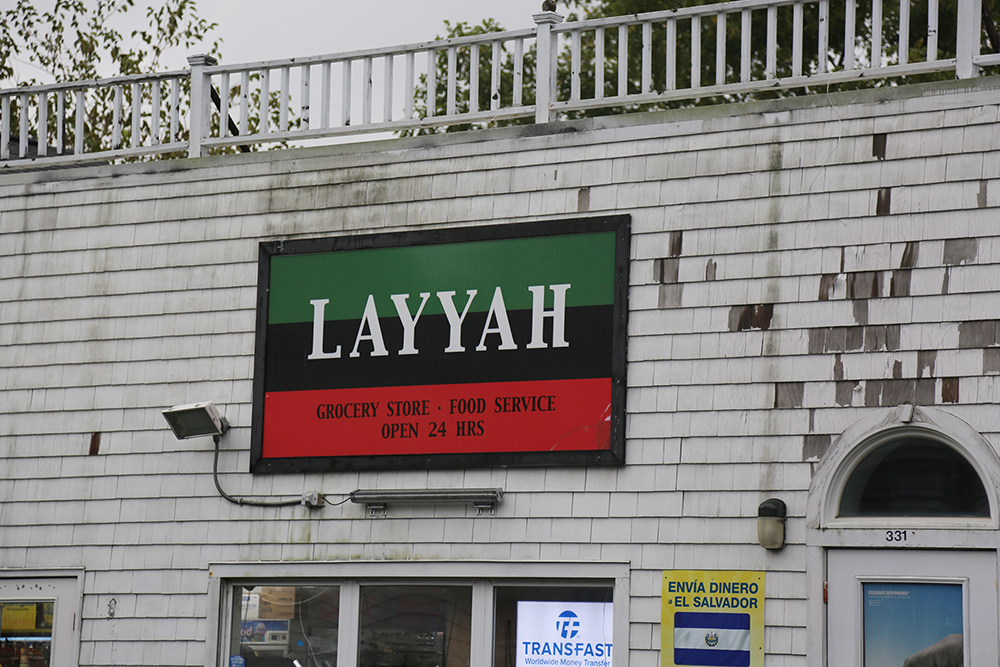 LAYYAH
GROCERY STORE · FOOD SERVICE
OPEN 24 HRS
331
ENVÍA DINERO
a EL SALVADOR
TRANSFAST
Worldwide Money Transfer